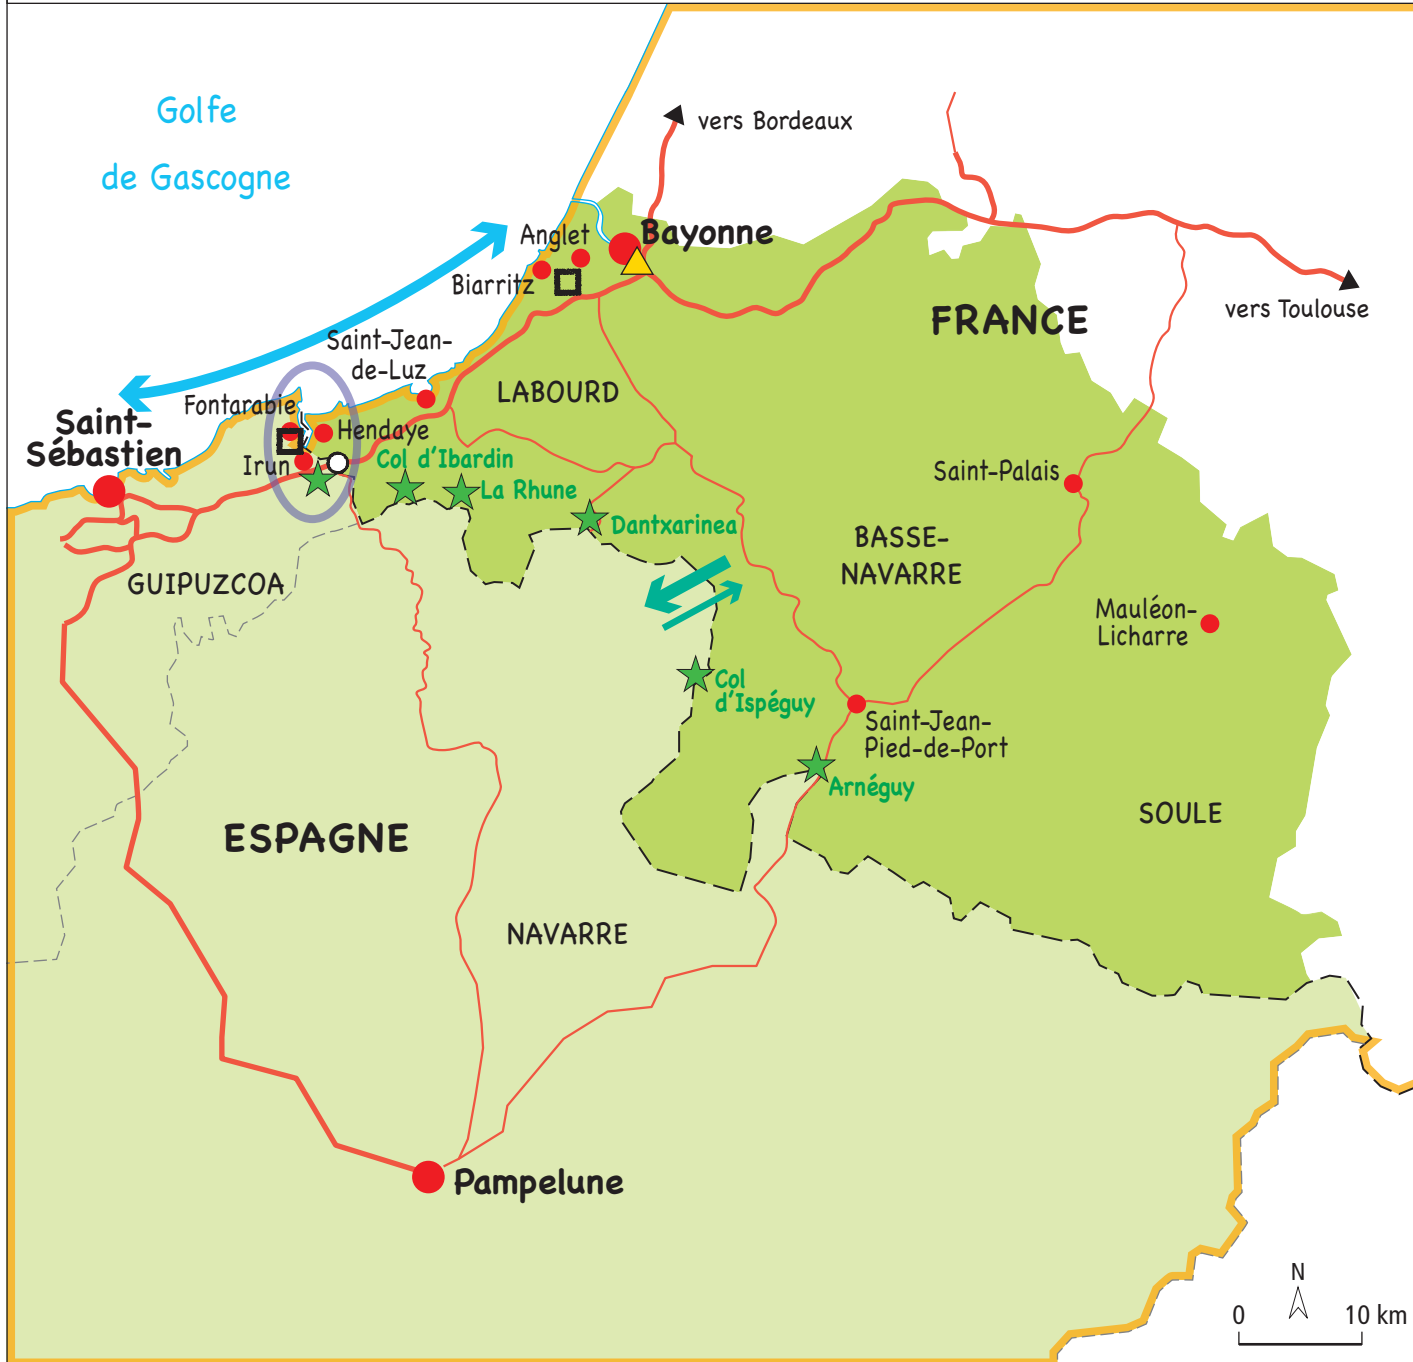 Golfe
de Gascogne
vers Bordeaux
Anglet
Bayonne
Biarritz
FRANCE
vers Toulouse
Saint-Jean-
de-Luz
LABOURD
Fontarabie
Saint-
Sébastien
Hendaye
Irun
Col d'Ibardin
La Rhune
Saint-Palais
Dantxarinea
BASSE-
NAVARRE
GUIPUZCOA
Mauléon-
Licharre
Col
d'Ispéguy
Saint-Jean-
Pied-de-Port
Arnéguy
SOULE
ESPAGNE
NAVARRE
Pampelune
N
0 10 km